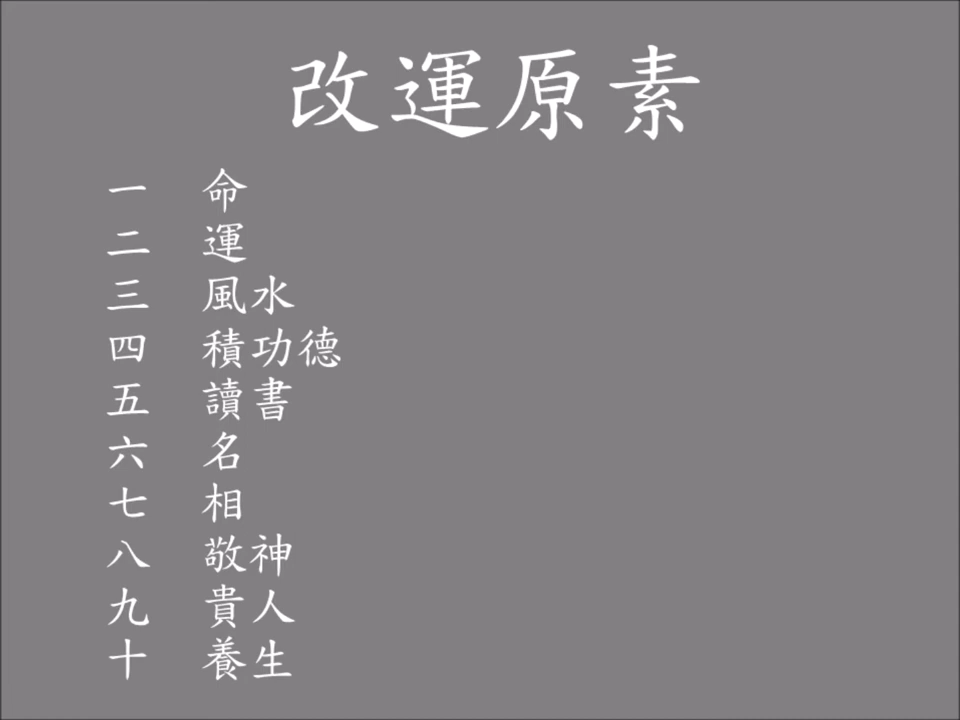 改運原素
一 命
二 運
三 風水
四 積功德
五 讀書
六 名
七 相
八 敬神
九 貴人
十 養生